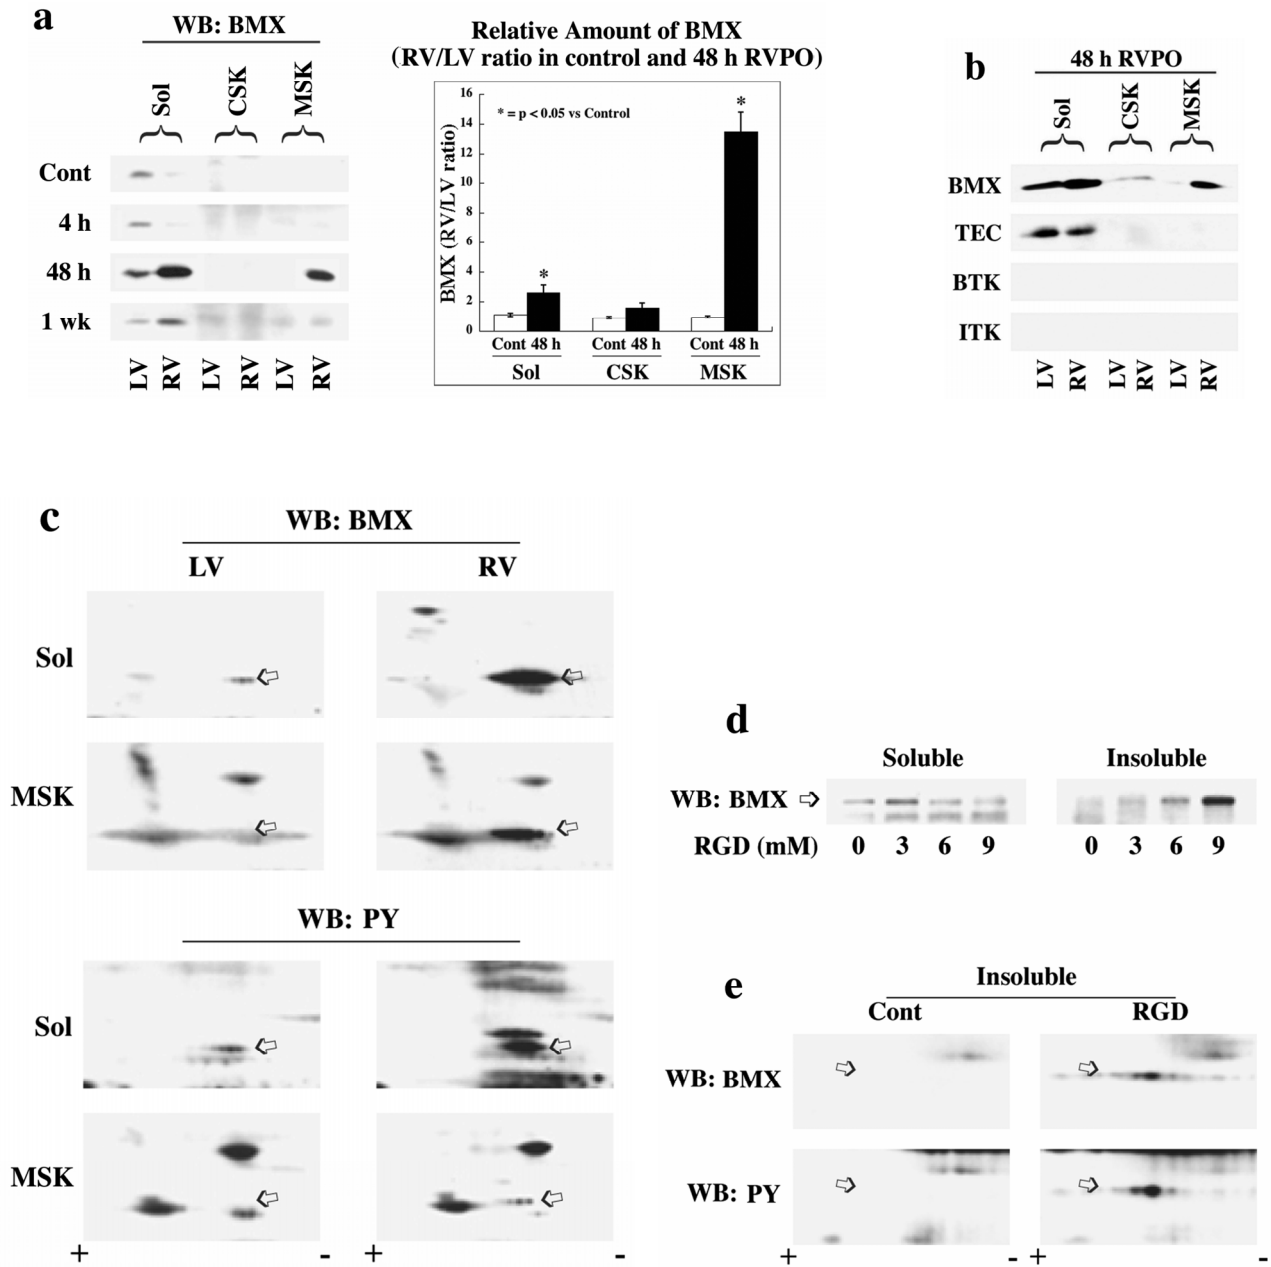 a
WB: BMX
Sol
CSK
MSK
Cont
4 h
48 h
1 wk
LV
RV
LV
RV
LV
RV
Relative Amount of BMX
(RV/LV ratio in control and 48 h RVPO)
* = p < 0.05 vs Control
BMX (RV/LV ratio)
16
14
12
10
8
6
4
2
0
*
*
Cont 48 h
Cont 48 h
Cont 48 h
Sol
CSK
MSK
b
48 h RVPO
Sol
CSK
MSK
BMX
TEC
BTK
ITK
LV
RV
LV
RV
LV
RV
c
WB: BMX
LV
RV
Sol
MSK
WB: PY
Sol
MSK
+
-
+
-
d
Soluble
Insoluble
WB: BMX
RGD (mM)
0 3 6 9
0 3 6 9
e
Insoluble
Cont
RGD
WB: BMX
WB: PY
+
-
+
-